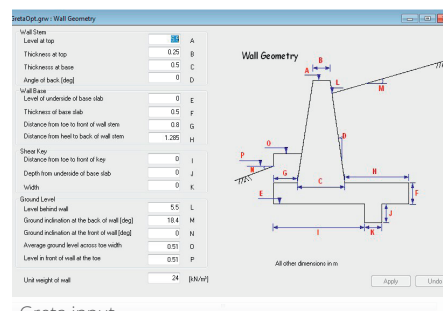 GretaOpt.grw : Wall Geometry
Wall Stem
Level at top A
Thickness at top 0.25 B
Thicknesss at base 0.5 C
Angle of back [deg] 0 D
Wall Base
Level of underside of base slab 0 E
Thickness of base slab 0.5 F
Distance from toe to front of wall stem 0.8 G
Distance from heel to back of wall stem 1.285 H
Shear Key
Distance from toe to front of key 0 I
Depth from underside of base slab 0 J
Width 0 K
Ground Level
Level behind wall 5.5 L
Ground inclination at the back of wall [deg] 18.4 M
Ground inclination at the front of wall [deg] 0 N
Average ground level across toe width 0.51 O
Level in front of wall at the toe 0.51 P
Unit weight of wall 24 [kN/m³]
Wall Geometry
B
A
L
M
D
O
P
N
G
C
H
E
F
J
I
K
All other dimensions in m
Apply
Undo
Greta input